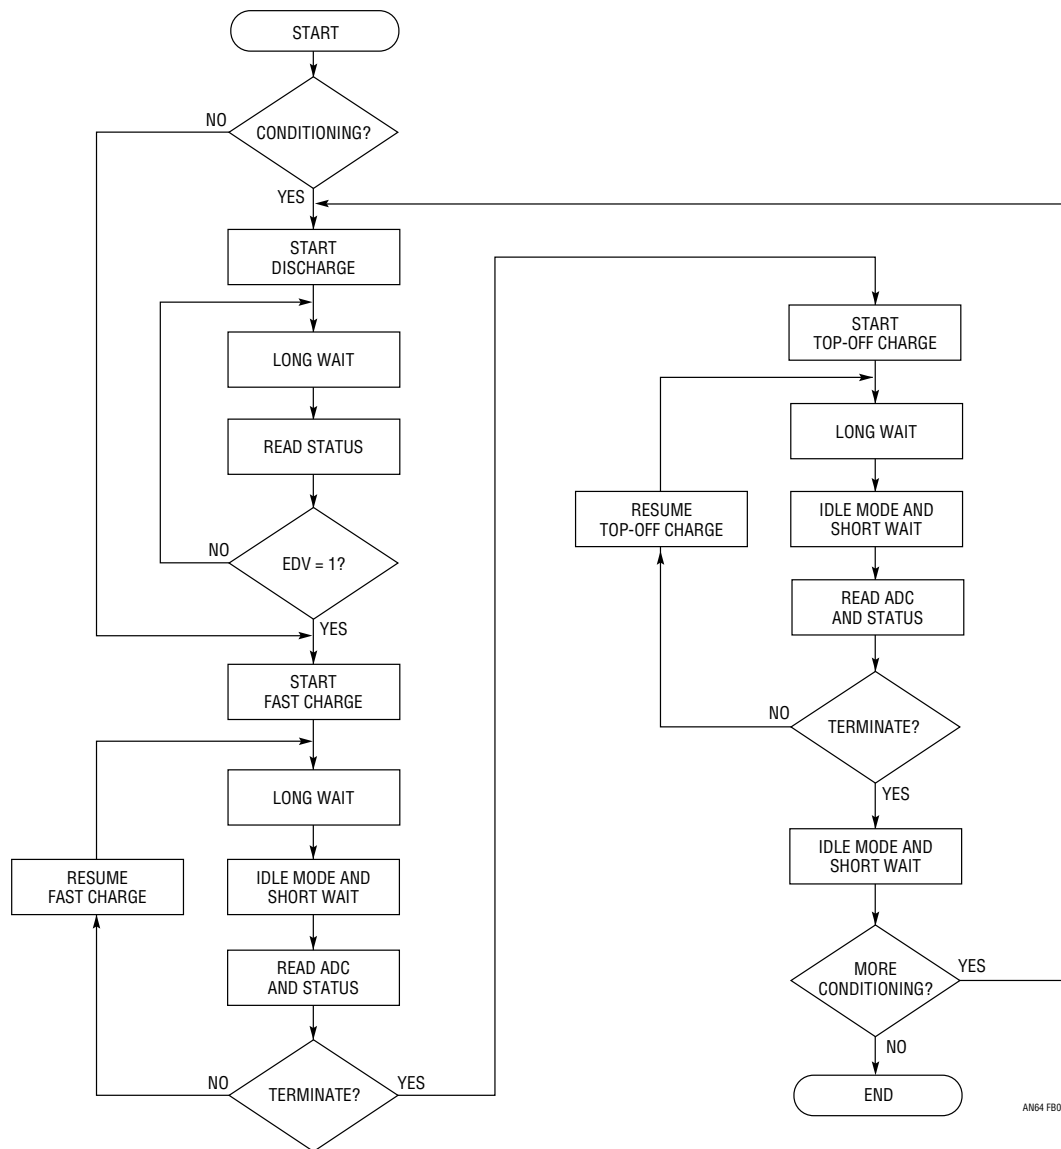 START
NO
CONDITIONING?
YES
START
DISCHARGE
LONG WAIT
READ STATUS
NO
EDV = 1?
YES
START
FAST CHARGE
LONG WAIT
RESUME
FAST CHARGE
IDLE MODE AND
SHORT WAIT
READ ADC
AND STATUS
NO
TERMINATE?
YES
START
TOP-OFF CHARGE
LONG WAIT
RESUME
TOP-OFF CHARGE
IDLE MODE AND
SHORT WAIT
READ ADC
AND STATUS
NO
TERMINATE?
YES
IDLE MODE AND
SHORT WAIT
MORE
CONDITIONING?
YES
NO
END
AN64 FB0